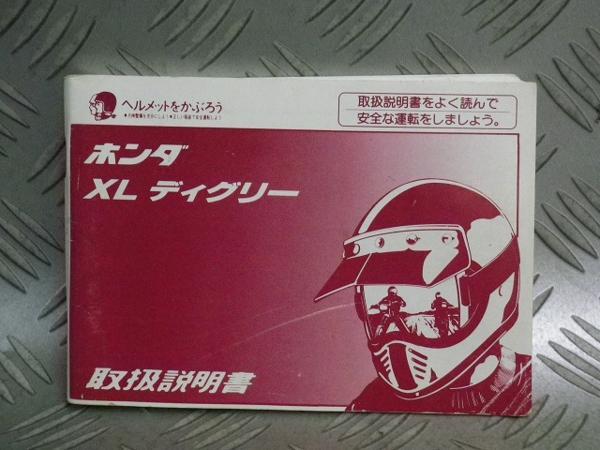 ヘルメットをかぶろう
取扱説明書をよく読んで
安全な運転をしましょう。
ホンダ
XL ディグリー
取扱説明書